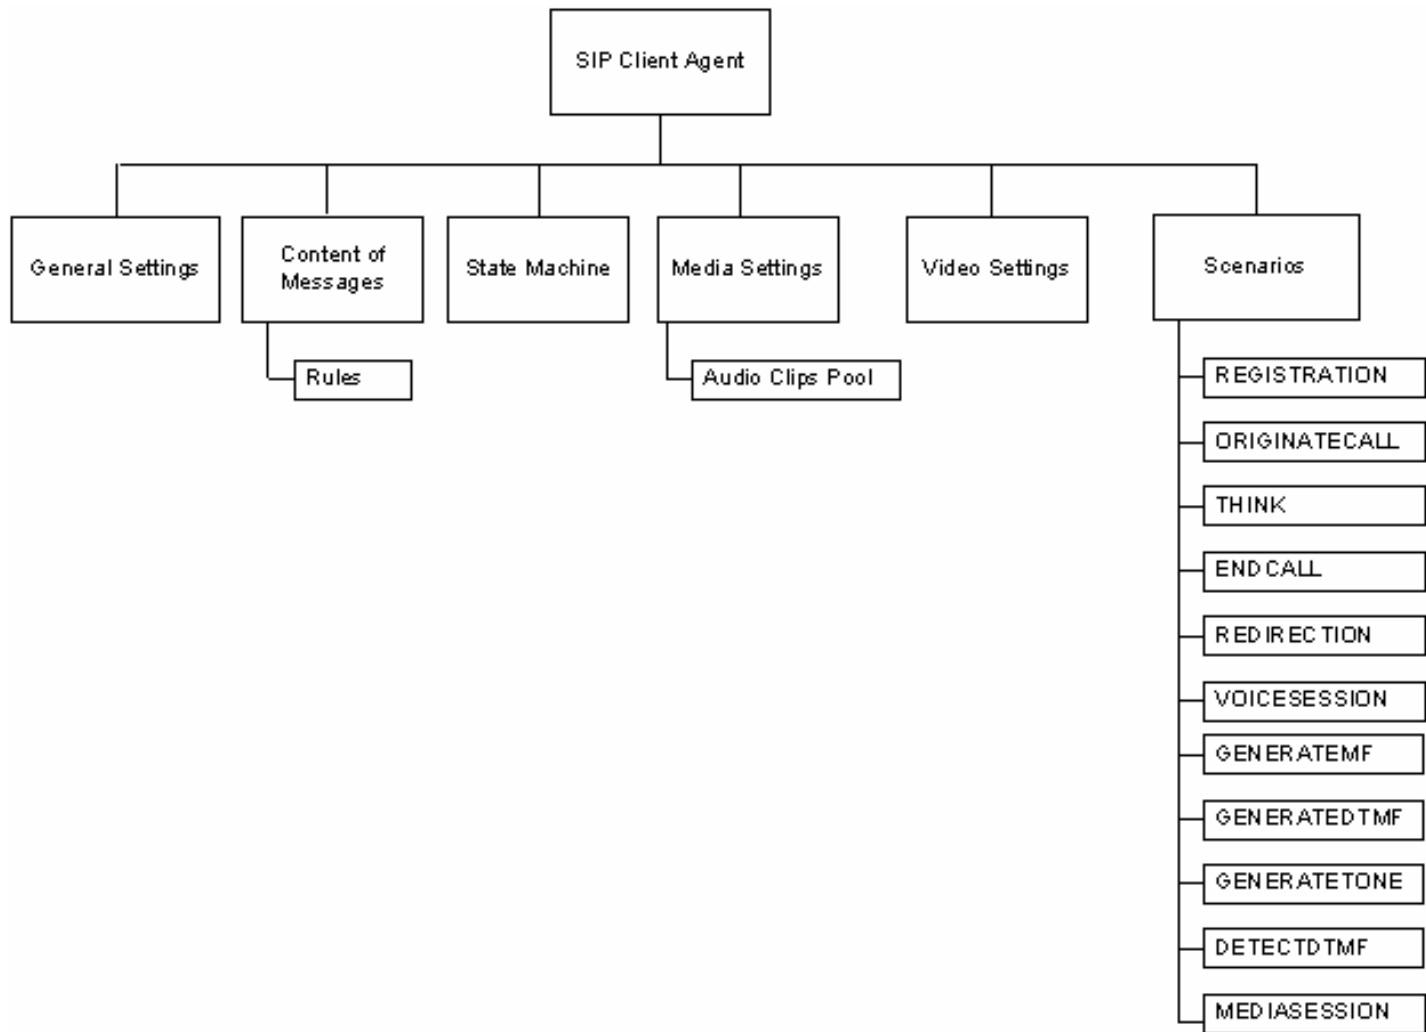 SIP Client Agent
General Settings
Content of
Messages
State Machine
Media Settings
Video Settings
Scenarios
Rules
Audio Clips Pool
REGISTRATION
ORIGINATECALL
THINK
ENDCALL
REDIRECTION
VOICESESSION
GENERATEMF
GENERATEDTMF
GENERATETONE
DETECTDTMF
MEDIASESSION